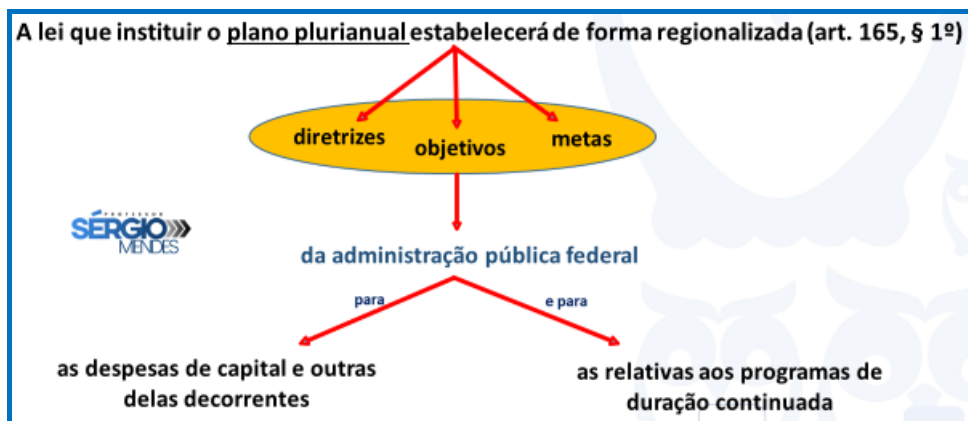 A lei que instituir o plano plurianual estabelecerá de forma regionalizada (art. 165, § 1º)
diretrizes
objetivos
metas
PROFESSOR
SÉRGIO
MENDES
da administração pública federal
para
e para
as despesas de capital e outras
delas decorrentes
as relativas aos programas de
duração continuada